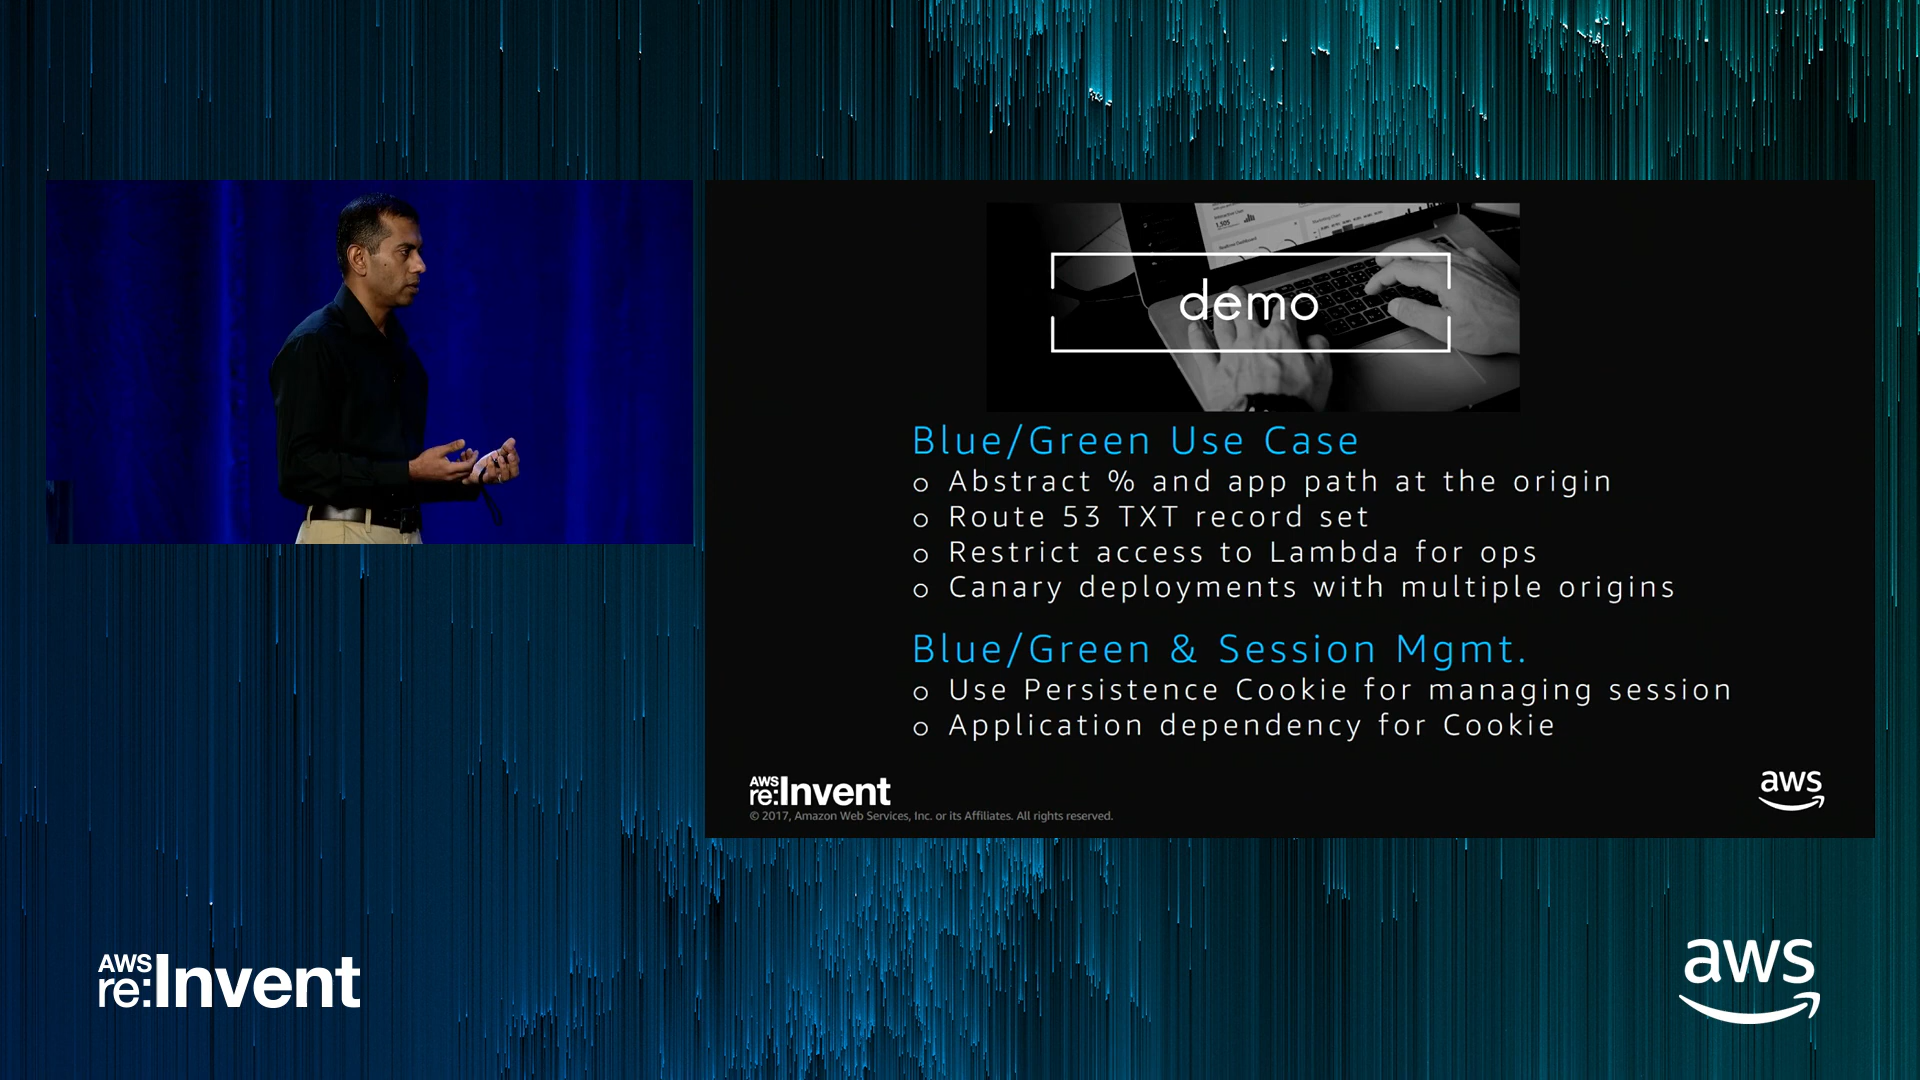 demo
Blue/Green Use Case
Abstract % and app path at the origin
Route 53 TXT record set
Restrict access to Lambda for ops
Canary deployments with multiple origins
Blue/Green & Session Mgmt.
Use Persistence Cookie for managing session
Application dependency for Cookie
AWS
re:Invent
aws
© 2017, Amazon Web Services, Inc. or its Affiliates. All rights reserved.
AWS
re:Invent
aws